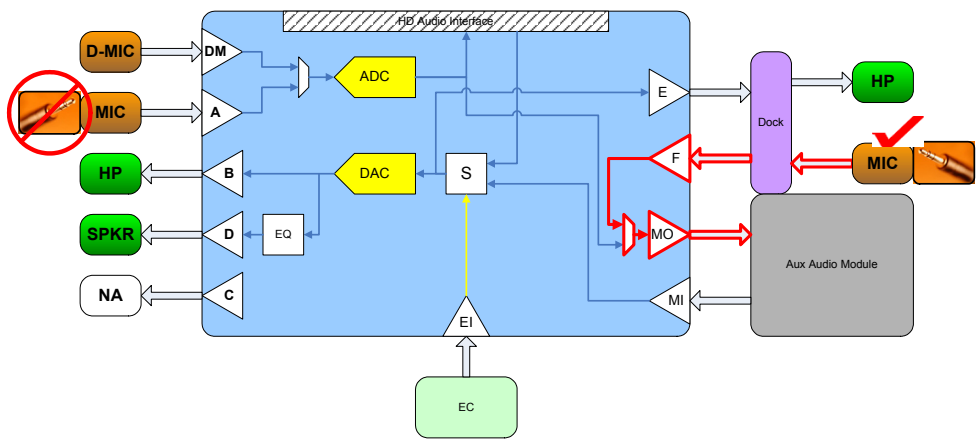 HD Audio Interface
D-MIC
DM
ADC
MIC
A
E
Dock
HP
F
MIC
HP
B
DAC
S
SPKR
D
EQ
MO
Aux Audio Module
NA
C
MI
EI
EC